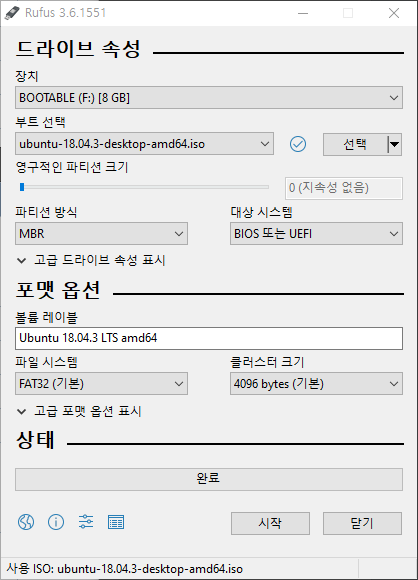 Rufus 3.6.1551
드라이브 속성
장치
BOOTABLE (F:) [8 GB]
부트 선택
ubuntu-18.04.3-desktop-amd64.iso
선택
영구적인 파티션 크기
0 (지속성 없음)
파티션 방식
대상 시스템
MBR
BIOS 또는 UEFI
고급 드라이브 속성 표시
포맷 옵션
볼륨 레이블
Ubuntu 18.04.3 LTS amd64
파일 시스템
클러스터 크기
FAT32 (기본)
4096 bytes (기본)
고급 포맷 옵션 표시
상태
완료
시작
닫기
사용 ISO: ubuntu-18.04.3-desktop-amd64.iso